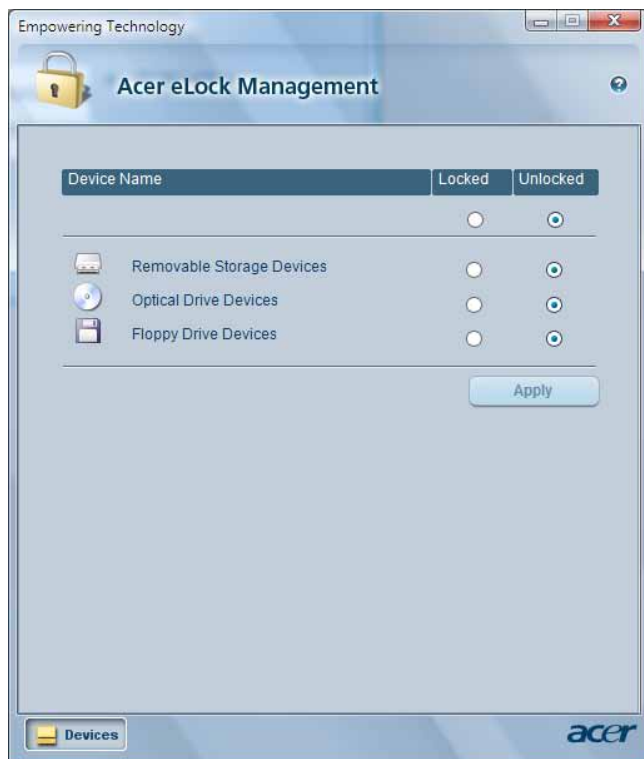 Empowering Technology
Acer eLock Management
Device Name Locked Unlocked
Removable Storage Devices
Optical Drive Devices
Floppy Drive Devices
Apply
Devices
acer